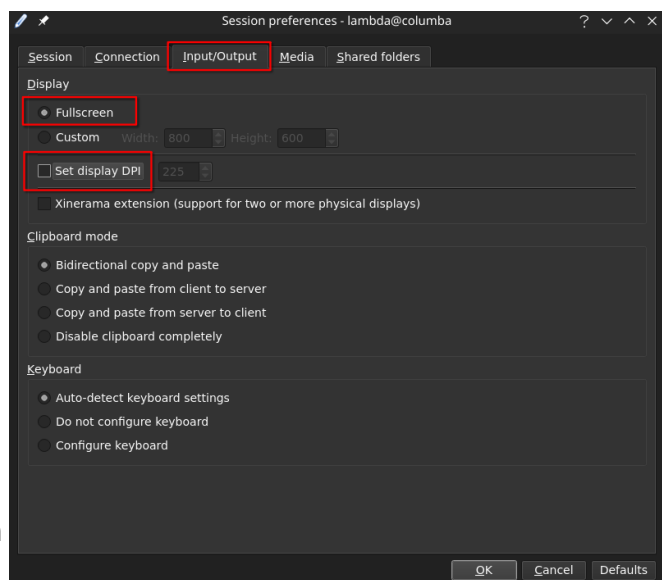 Session preferences - lambda@columba
Session Connection Input/Output Media Shared folders
Display
Fullscreen
Custom Width: 800 Height: 600
Set display DPI 225
Xinerama extension (support for two or more physical displays)
Clipboard mode
Bidirectional copy and paste
Copy and paste from client to server
Copy and paste from server to client
Disable clipboard completely
Keyboard
Auto-detect keyboard settings
Do not configure keyboard
Configure keyboard
OK Cancel Defaults